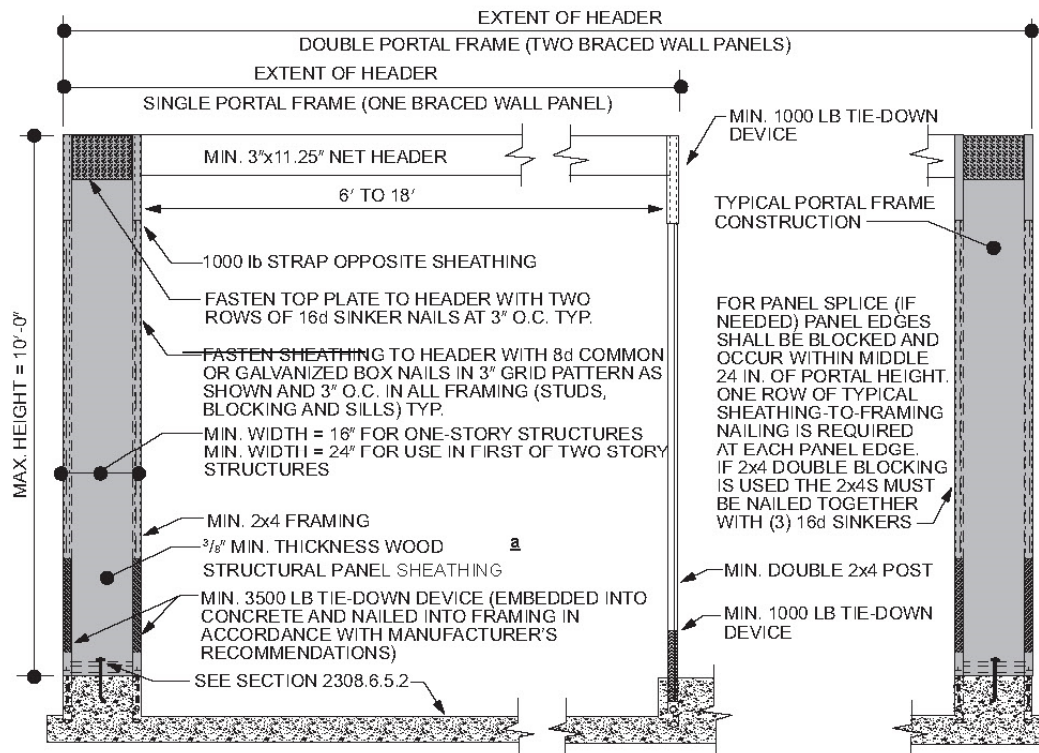 EXTENT OF HEADER
DOUBLE PORTAL FRAME (TWO BRACED WALL PANELS)
EXTENT OF HEADER
SINGLE PORTAL FRAME (ONE BRACED WALL PANEL)
MIN. 1000 LB TIE-DOWN
DEVICE
MIN. 3″x11.25″ NET HEADER
6′ TO 18′
TYPICAL PORTAL FRAME
CONSTRUCTION
1000 lb STRAP OPPOSITE SHEATHING
FASTEN TOP PLATE TO HEADER WITH TWO
ROWS OF 16d SINKER NAILS AT 3″ O.C. TYP.
FASTEN SHEATHING TO HEADER WITH 8d COMMON
OR GALVANIZED BOX NAILS IN 3″ GRID PATTERN AS
SHOWN AND 3″ O.C. IN ALL FRAMING (STUDS,
BLOCKING AND SILLS) TYP.
MIN. WIDTH = 16″ FOR ONE-STORY STRUCTURES
MIN. WIDTH = 24″ FOR USE IN FIRST OF TWO STORY
STRUCTURES
MAX. HEIGHT = 10′-0″
FOR PANEL SPLICE (IF
NEEDED) PANEL EDGES
SHALL BE BLOCKED AND
OCCUR WITHIN MIDDLE
24 IN. OF PORTAL HEIGHT.
ONE ROW OF TYPICAL
SHEATHING-TO-FRAMING
NAILING IS REQUIRED
AT EACH PANEL EDGE.
IF 2x4 DOUBLE BLOCKING
IS USED THE 2x4S MUST
BE NAILED TOGETHER
WITH (3) 16d SINKERS
MIN. 2x4 FRAMING
3/8″ MIN. THICKNESS WOOD a
STRUCTURAL PANEL SHEATHING
MIN. DOUBLE 2x4 POST
MIN. 3500 LB TIE-DOWN DEVICE (EMBEDDED INTO
CONCRETE AND NAILED INTO FRAMING IN
ACCORDANCE WITH MANUFACTURER'S
RECOMMENDATIONS)
MIN. 1000 LB TIE-DOWN
DEVICE
SEE SECTION 2308.6.5.2